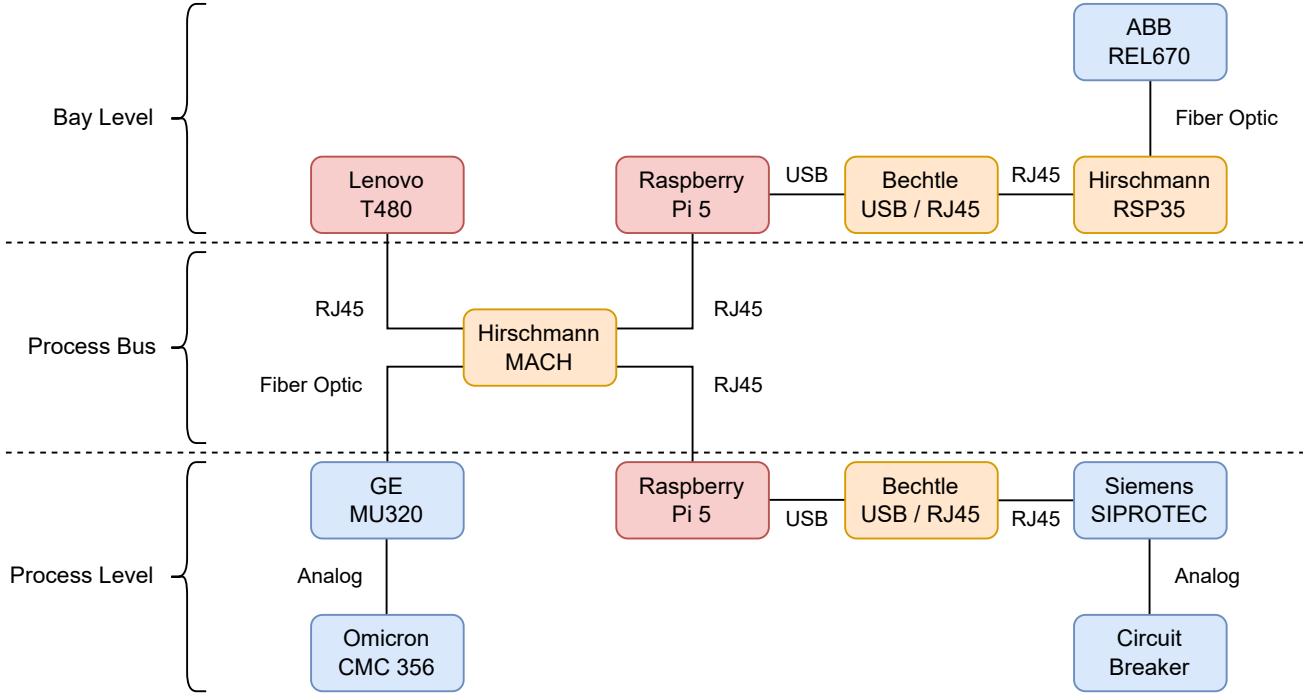 ABB
REL670
Bay Level
Fiber Optic
Lenovo
T480
Raspberry
Pi 5
USB
Bechtle
USB / RJ45
RJ45
Hirschmann
RSP35
RJ45
RJ45
Process Bus
Hirschmann
MACH
Fiber Optic
RJ45
GE
MU320
Raspberry
Pi 5
USB
Bechtle
USB / RJ45
RJ45
Siemens
SIPROTEC
Process Level
Analog
Analog
Omicron
CMC 356
Circuit
Breaker